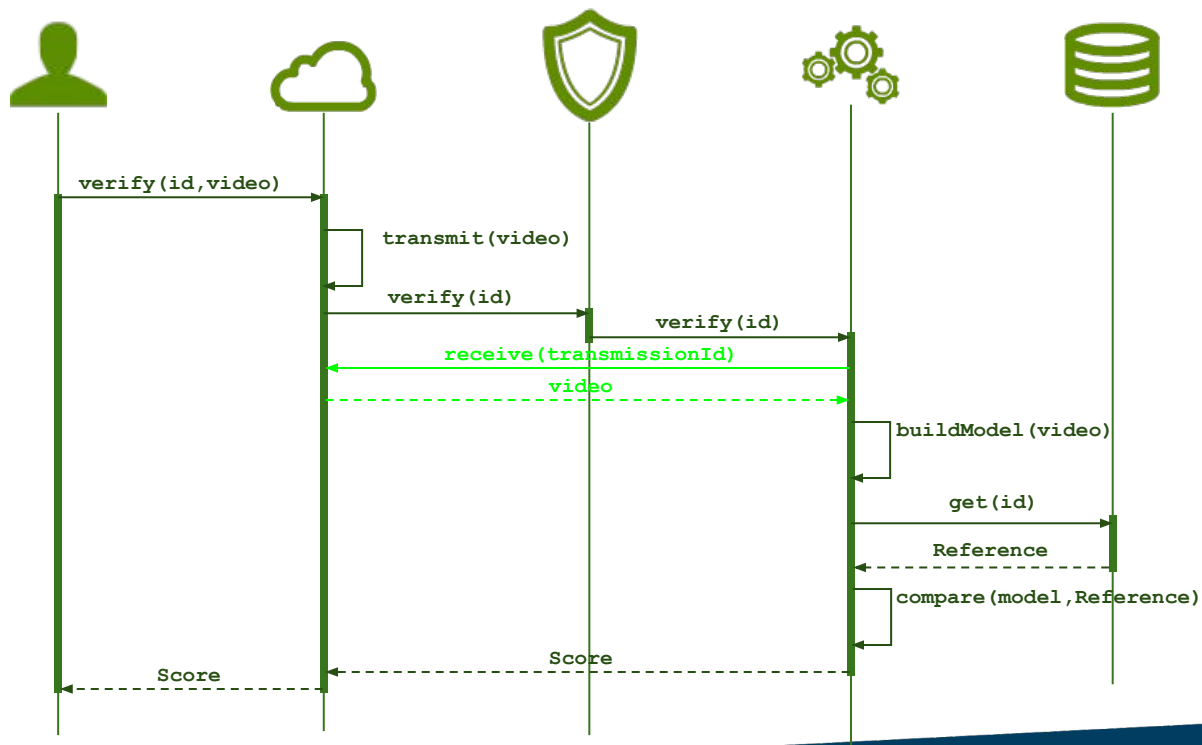 verify(id,video)
transmit(video)
verify(id)
verify(id)
receive(transmissionId)
video
buildModel(video)
get(id)
Reference
compare(model,Reference)
Score
Score